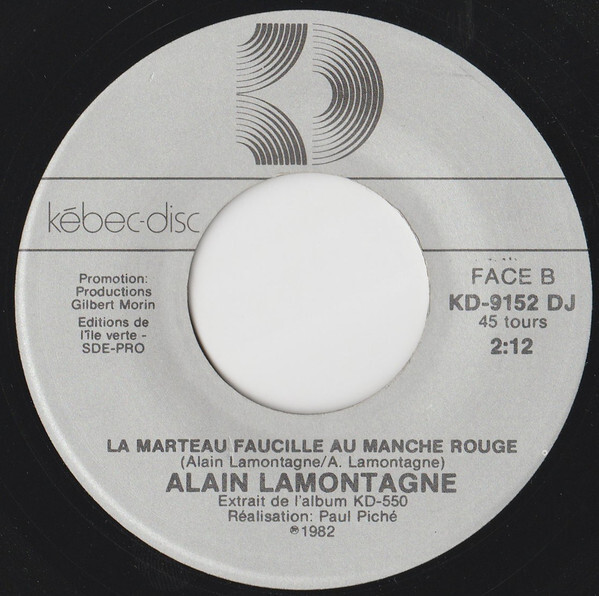 kébec-disc
Promotion:
Productions
Gilbert Morin
Editions de
l'île verte -
SDE-PRO
FACE B
KD-9152 DJ
45 tours
2:12
LA MARTEAU FAUCILLE AU MANCHE ROUGE
(Alain Lamontagne/A. Lamontagne)
ALAIN LAMONTAGNE
Extrait de l'album KD-550
Réalisation: Paul Piché
℗1982